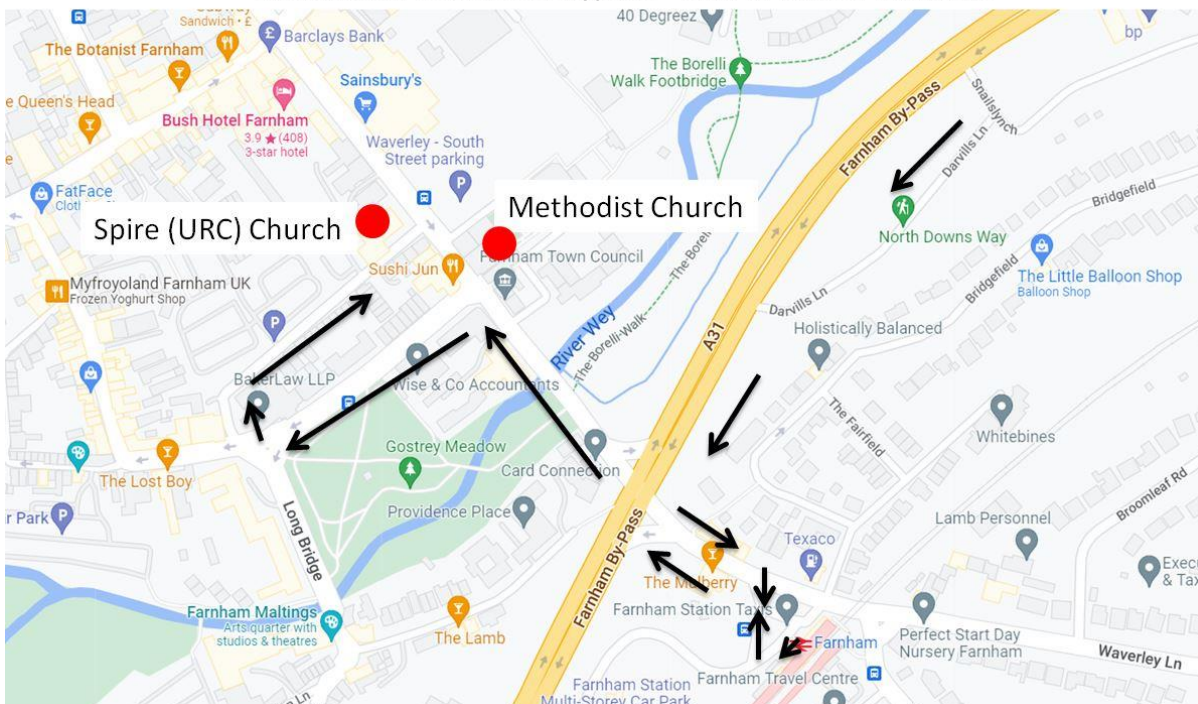 Subway
Sandwich • £
The Botanist Farnham
£
Barclays Bank
40 Degreez
bp
The Borelli
Walk Footbridge
Sainsbury's
Queen's Head
Bush Hotel Farnham
3.9 ★ (408)
3-star hotel
Waverley - South
Street parking
P
Farnham By-Pass
Snailslynch
Darvills Ln
FatFace
Spire (URC) Church
Methodist Church
Bridgefield
North Downs Way
Sushi Jun
Farnham Town Council
The Little Balloon Shop
Balloon Shop
Bridgefield
Myfroyoland Farnham UK
Frozen Yoghurt Shop
P
River Wey
The-Borelli-Walk
A31
Darvills Ln
Holistically Balanced
BakerLaw LLP
Wise & Co Accountants
The Fairfield
Whitebines
Gostrey Meadow
Card Connection
The Lost Boy
Providence Place
Long Bridge
Car Park
P
Farnham By-Pass
Texaco
Lamb Personnel
Broomleaf Rd
The Mulberry
Farnham Station Taxis
Farnham Maltings
Arts quarter with
studios & theatres
The Lamb
Farnham
Perfect Start Day
Nursery Farnham
Waverley Ln
Farnham Travel Centre
Farnham Station
Multi-Storey Car Park